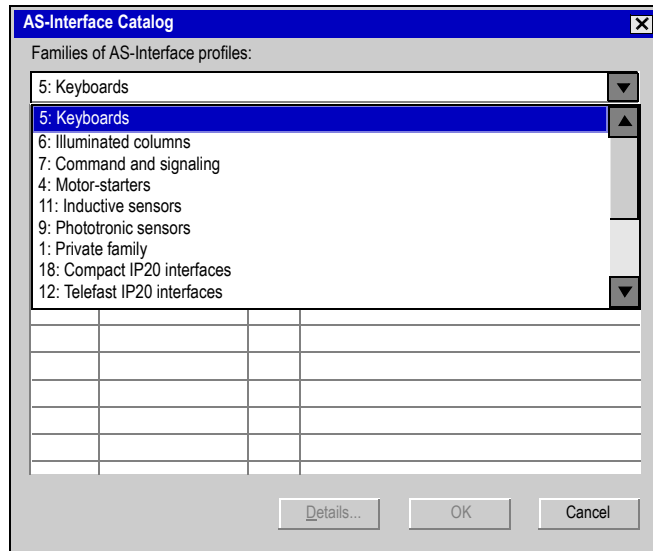 AS-Interface Catalog
Families of AS-Interface profiles:
5: Keyboards
5: Keyboards
6: Illuminated columns
7: Command and signaling
4: Motor-starters
11: Inductive sensors
9: Phototronic sensors
1: Private family
18: Compact IP20 interfaces
12: Telefast IP20 interfaces
Details... OK Cancel